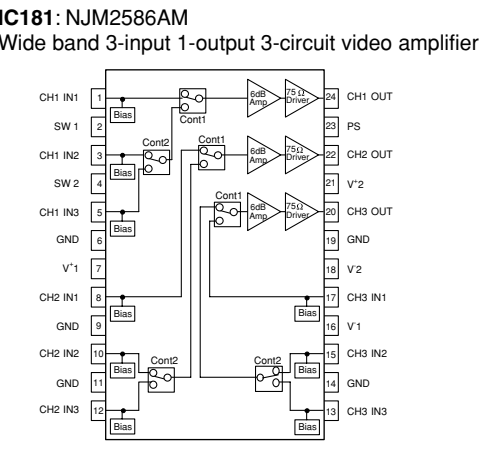 IC181: NJM2586AM
Wide band 3-input 1-output 3-circuit video amplifier
CH1 IN1 1 Bias Cont1 6dB Amp 75Ω Driver 24 CH1 OUT
SW 1 2 23 PS
CH1 IN2 3 Bias Cont2 Cont1 6dB Amp 75Ω Driver 22 CH2 OUT
SW 2 4 21 V+2
CH1 IN3 5 Bias Cont1 6dB Amp 75Ω Driver 20 CH3 OUT
GND 6 19 GND
V+1 7 18 V-2
CH2 IN1 8 Bias Bias 17 CH3 IN1
GND 9 16 V-1
CH2 IN2 10 Bias Cont2 Cont2 Bias 15 CH3 IN2
GND 11 14 GND
CH2 IN3 12 Bias Bias 13 CH3 IN3